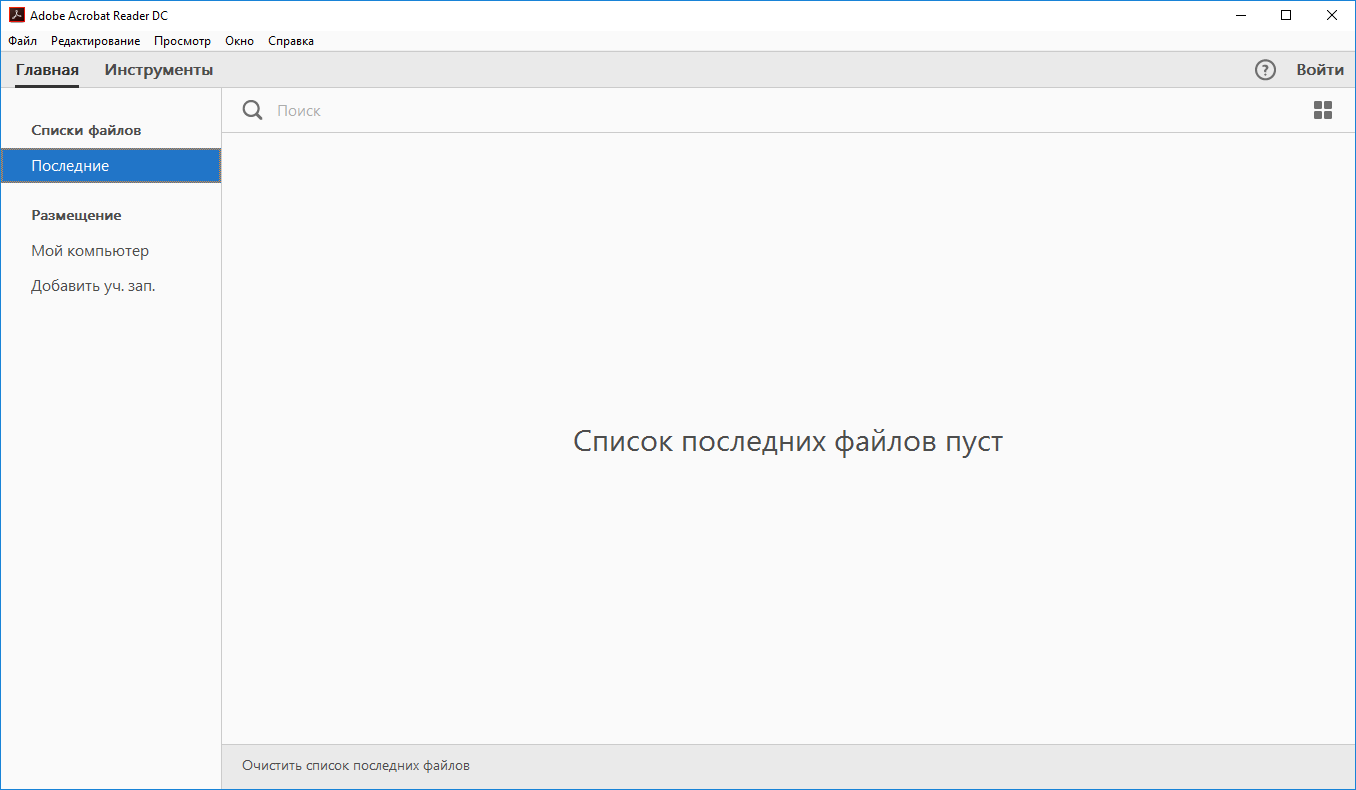 Adobe Acrobat Reader DC
Файл Редактирование Просмотр Окно Справка
Главная Инструменты ? Войти
Поиск
Списки файлов
Последние
Размещение
Мой компьютер
Добавить уч. зап.
Список последних файлов пуст
Очистить список последних файлов